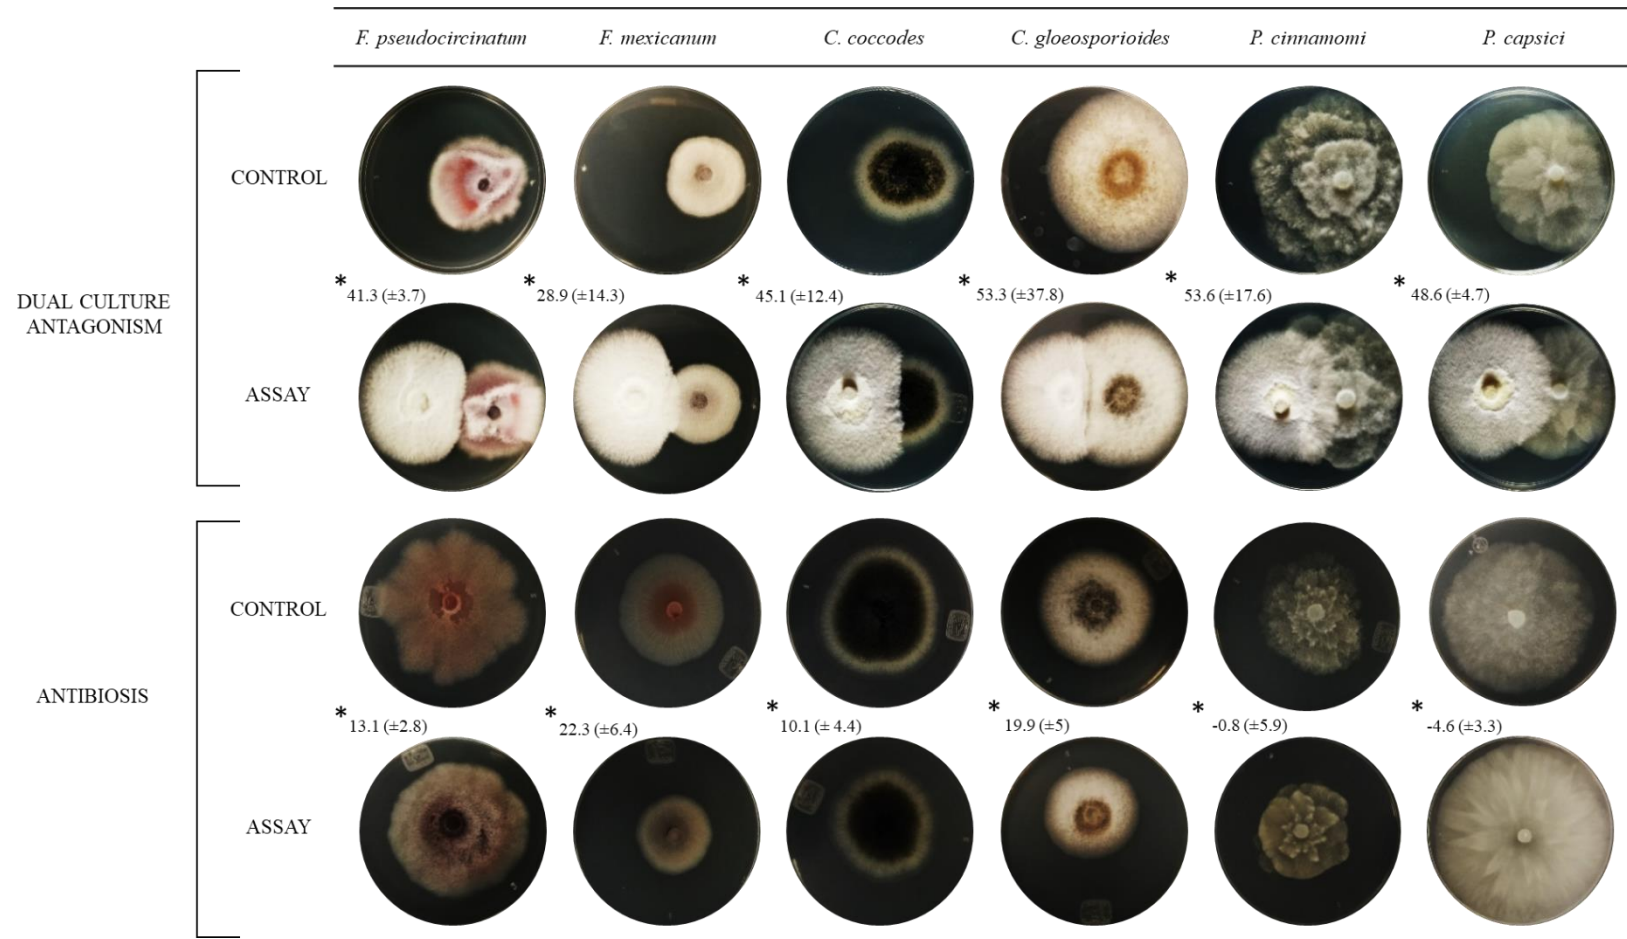 F. pseudocircinatum F. mexicanum C. coccodes C. gloeosporioides P. cinnamomi P. capsici
CONTROL
* 41.3 (±3.7) * 28.9 (±14.3) * 45.1 (±12.4) * 53.3 (±37.8) * 53.6 (±17.6) * 48.6 (±4.7)
DUAL CULTURE
ANTAGONISM
ASSAY
CONTROL
ANTIBIOSIS
* 13.1 (±2.8) * 22.3 (±6.4) * 10.1 (± 4.4) * 19.9 (±5) * -0.8 (±5.9) * -4.6 (±3.3)
ASSAY